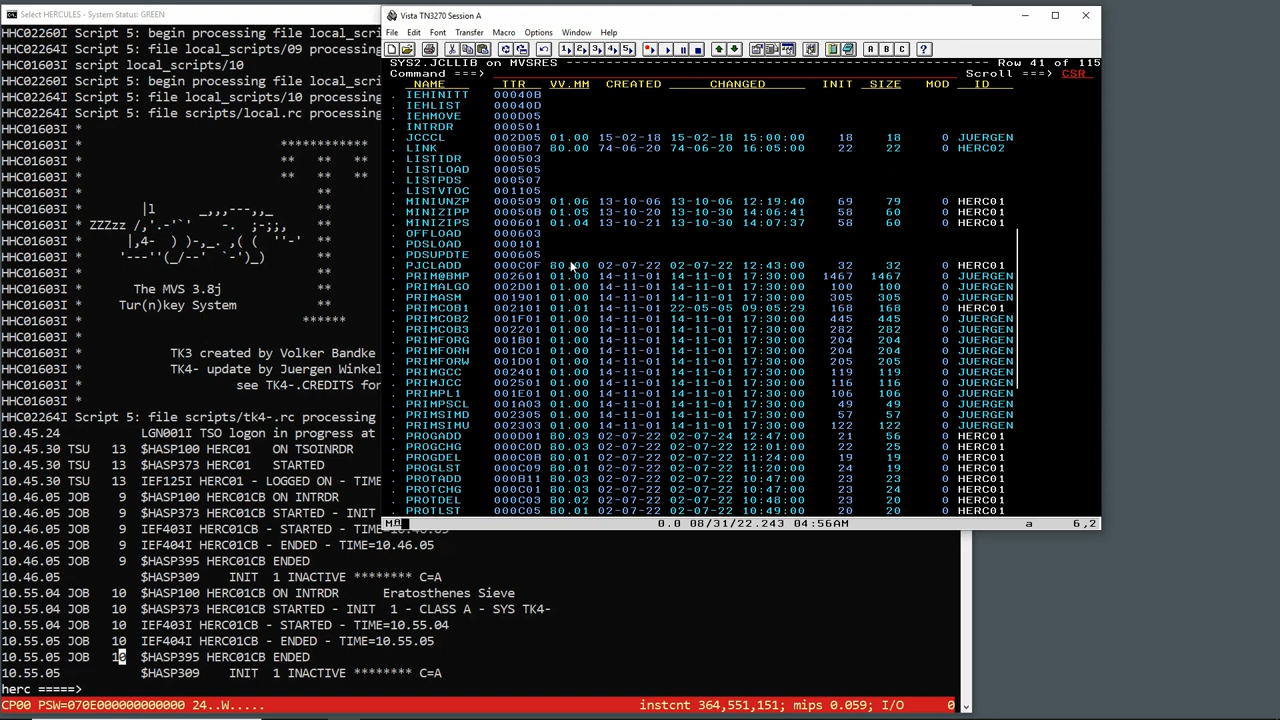 Select HERCULES - System Status: GREEN
HHC02260I Script 5: begin processing file local_scri
HHC01603I Script 5: begin processing file local_scri
HHC02264I Script 5: file local_scripts/09 processing
HHC01603I script local_scripts/10
HHC02260I Script 5: begin processing file local_scri
HHC02264I Script 5: file local_scripts/10 processing
HHC02264I Script 5: file scripts/local.rc processing
HHC01603I *
HHC01603I * ************
HHC01603I * ** ** **
HHC01603I * ** ** **
HHC01603I * **
HHC01603I * |l _,,,---,,_ **
HHC01603I * ZZZzz /,'.-'`' -. ;-;;, **
HHC01603I * |,4- ) )-,_. ,( ( ''-' **
HHC01603I * '---''(_/--' `-')_) **
HHC01603I * **
HHC01603I * The MVS 3.8j **
HHC01603I * Tur(n)key System **
HHC01603I * ******
HHC01603I *
HHC01603I * TK3 created by Volker Bandke
HHC01603I * TK4- update by Juergen Winkel
HHC01603I * see TK4-.CREDITS for
HHC01603I *
HHC02264I Script 5: file scripts/tk4-.rc processing
10.45.24 LGN001I TSO logon in progress at
10.45.30 TSU 13 $HASP100 HERC01 ON TSOINRDR
10.45.30 TSU 13 $HASP373 HERC01 STARTED
10.45.30 TSU 13 IEF125I HERC01 - LOGGED ON - TIME=
10.46.05 JOB 9 $HASP100 HERC01CB ON INTRDR
10.46.05 JOB 9 $HASP373 HERC01CB STARTED - INIT
10.46.05 JOB 9 IEF403I HERC01CB - STARTED - TIME=10.46.05
10.46.05 JOB 9 IEF404I HERC01CB - ENDED - TIME=10.46.05
10.46.05 JOB 9 $HASP395 HERC01CB ENDED
10.46.05 $HASP309 INIT 1 INACTIVE ******** C=A
10.55.04 JOB 10 $HASP100 HERC01CB ON INTRDR Eratosthenes Sieve
10.55.04 JOB 10 $HASP373 HERC01CB STARTED - INIT 1 - CLASS A - SYS TK4-
10.55.04 JOB 10 IEF403I HERC01CB - STARTED - TIME=10.55.04
10.55.05 JOB 10 IEF404I HERC01CB - ENDED - TIME=10.55.05
10.55.05 JOB 10 $HASP395 HERC01CB ENDED
10.55.05 $HASP309 INIT 1 INACTIVE ******** C=A
herc =====>
CP00 PSW=070E000000000000 24..W..... instcnt 364,551,151; mips 0.059; I/O 0
Vista TN3270 Session A
File Edit Font Transfer Macro Options Window Help
A B C ?
SYS2.JCLLIB on MVSRES Row 41 of 115
Command ===> Scroll ===> CSR
NAME TTR VV.MM CREATED CHANGED INIT SIZE MOD ID
. IEHINITT 00040B
. IEHLIST 00040D
. IEHMOVE 000D05
. INTRDR 000501
. JCCCL 002D05 01.00 15-02-18 15-02-18 15:00:00 18 18 0 JUERGEN
. LINK 000B07 80.00 74-06-20 74-06-20 16:05:00 22 22 0 HERC02
. LISTIDR 000503
. LISTLOAD 000505
. LISTPDS 000507
. LISTVTOC 001105
. MINIUNZP 000509 01.06 13-10-06 13-10-06 12:19:40 69 79 0 HERC01
. MINIZIPP 00050B 01.05 13-10-20 13-10-30 14:06:41 58 60 0 HERC01
. MINIZIPS 000601 01.04 13-10-21 13-10-30 14:07:37 58 60 0 HERC01
. OFFLOAD 000603
. PDSLOAD 000101
. PDSUPDTE 000605
. PJCLADD 000C0F 80.00 02-07-22 02-07-22 12:43:00 32 32 0 HERC01
. PRIM@BMP 002601 01.00 14-11-01 14-11-01 17:30:00 1467 1467 0 JUERGEN
. PRIMALGO 002D01 01.00 14-11-01 14-11-01 17:30:00 100 100 0 JUERGEN
. PRIMASM 001901 01.00 14-11-01 14-11-01 17:30:00 305 305 0 JUERGEN
. PRIMCOB1 002101 01.01 14-11-01 22-05-05 09:05:29 168 168 0 HERC01
. PRIMCOB2 001F01 01.00 14-11-01 14-11-01 17:30:00 445 445 0 JUERGEN
. PRIMCOB3 002201 01.00 14-11-01 14-11-01 17:30:00 282 282 0 JUERGEN
. PRIMFORG 001B01 01.00 14-11-01 14-11-01 17:30:00 204 204 0 JUERGEN
. PRIMFORH 001C01 01.00 14-11-01 14-11-01 17:30:00 204 204 0 JUERGEN
. PRIMFORW 001D01 01.00 14-11-01 14-11-01 17:30:00 205 205 0 JUERGEN
. PRIMGCC 002401 01.00 14-11-01 14-11-01 17:30:00 119 119 0 JUERGEN
. PRIMJCC 002501 01.00 14-11-01 14-11-01 17:30:00 116 116 0 JUERGEN
. PRIMPL1 001E01 01.00 14-11-01 14-11-01 17:30:00 106 106 0 JUERGEN
. PRIMPSCL 001A03 01.00 14-11-01 14-11-01 17:30:00 49 49 0 JUERGEN
. PRIMSIMD 002305 01.00 14-11-01 14-11-01 17:30:00 57 57 0 JUERGEN
. PRIMSIMU 002303 01.00 14-11-01 14-11-01 17:30:00 122 122 0 JUERGEN
. PROGADD 000D01 80.03 02-07-22 02-07-24 12:47:00 21 56 0 HERC01
. PROGCHG 000C0D 80.03 02-07-22 02-07-22 12:01:00 25 25 0 HERC01
. PROGDEL 000C0B 80.01 02-07-22 02-07-22 11:24:00 19 19 0 HERC01
. PROGLST 000C09 80.01 02-07-22 02-07-22 11:20:00 24 19 0 HERC01
. PROTADD 000B11 80.03 02-07-22 02-07-22 10:47:00 23 23 0 HERC01
. PROTCHG 000C01 80.03 02-07-22 02-07-22 10:47:00 23 24 0 HERC01
. PROTDEL 000C03 80.02 02-07-22 02-07-22 10:48:00 23 20 0 HERC01
. PROTLST 000C05 80.01 02-07-22 02-07-22 10:49:00 20 20 0 HERC01
MA 0.0 08/31/22.243 04:56AM a 6,2